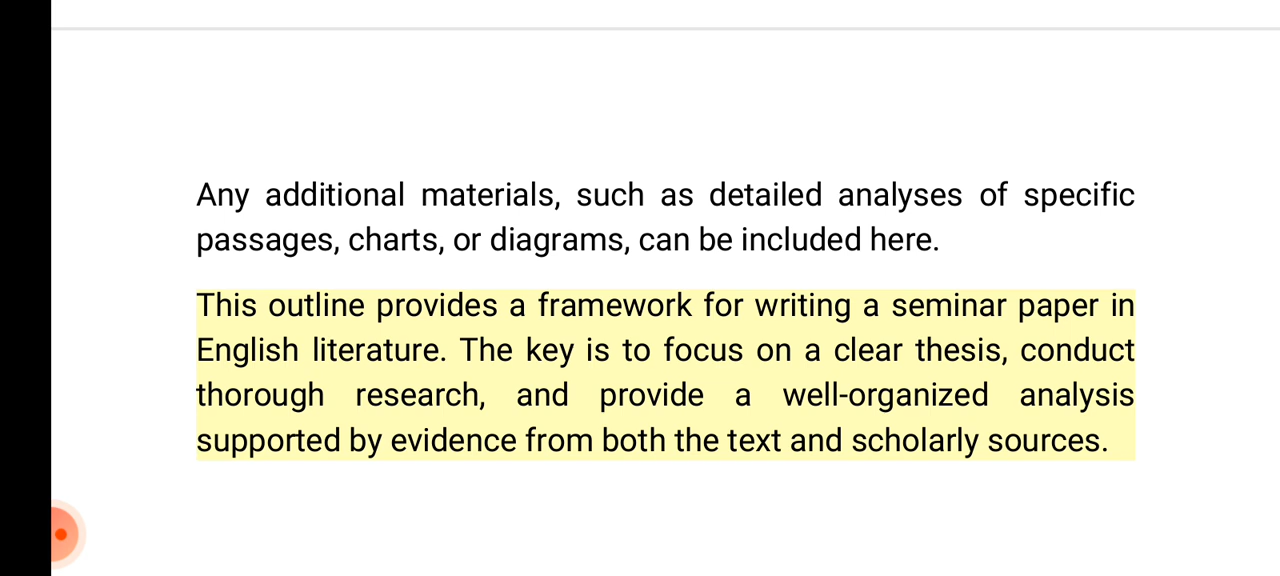 Any additional materials, such as detailed analyses of specific
passages, charts, or diagrams, can be included here.
This outline provides a framework for writing a seminar paper in
English literature. The key is to focus on a clear thesis, conduct
thorough research, and provide a well-organized analysis
supported by evidence from both the text and scholarly sources.